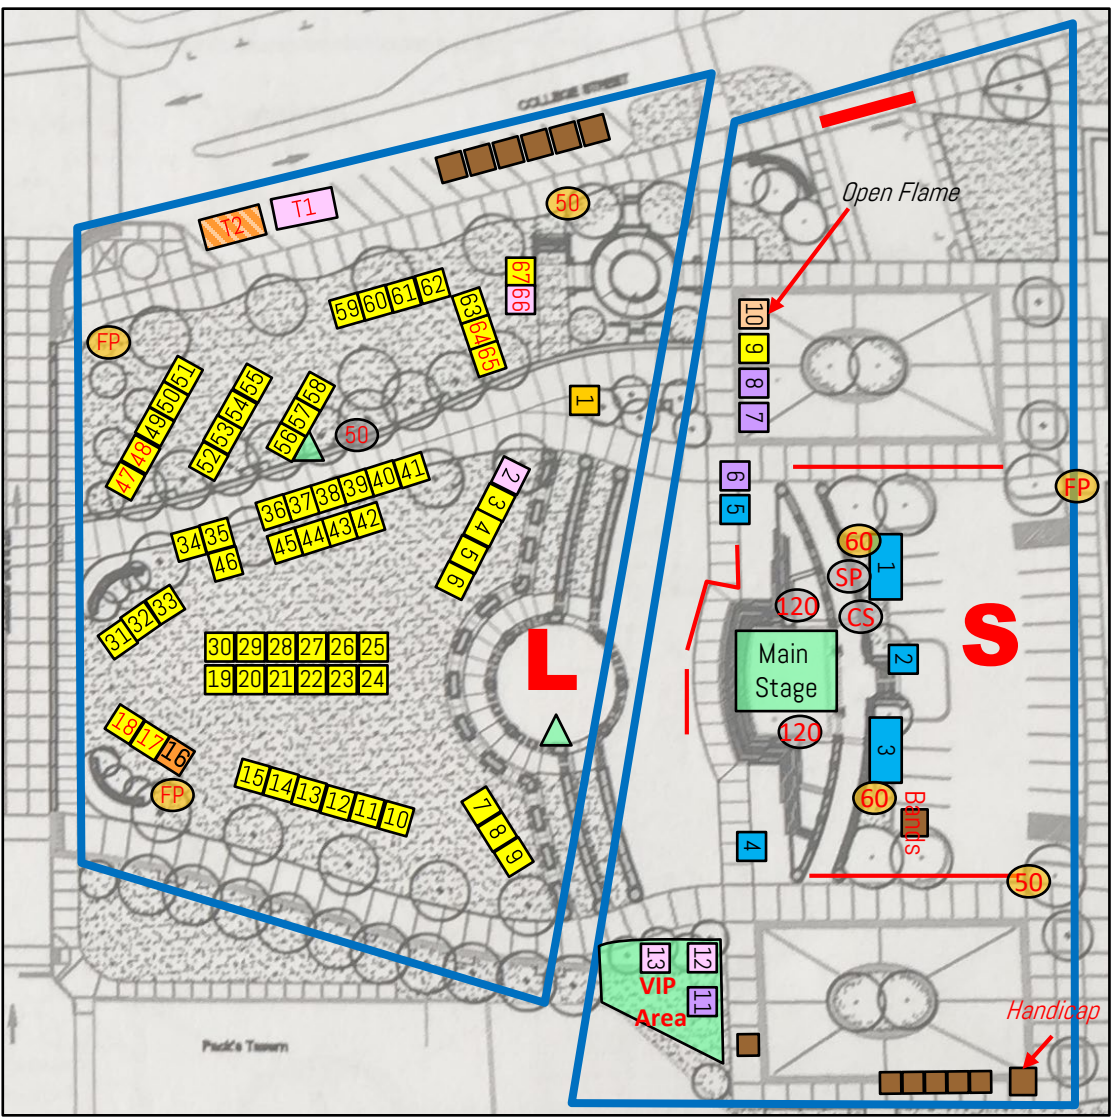 COLLEGE STREET
T2
T1
50
Open Flame
59 60 61 62
63 64 65
67 66
10
9
8
7
FP
47 48 49 50 51
52 53 54 55
56 57 58
50
1
36 37 38 39 40 41
45 44 43 42
34 35
46
2 3 4 5 6
6
5
FP
60
1
SP
CS
120
31 32 33
30 29 28 27 26 25
19 20 21 22 23 24
L
Main
Stage
2
S
18 17 16
FP
120
3
60
15 14 13 12 11 10
7 8 9
4
Bands
50
13
12
VIP
11
Area
Handicap
Pack's Tavern